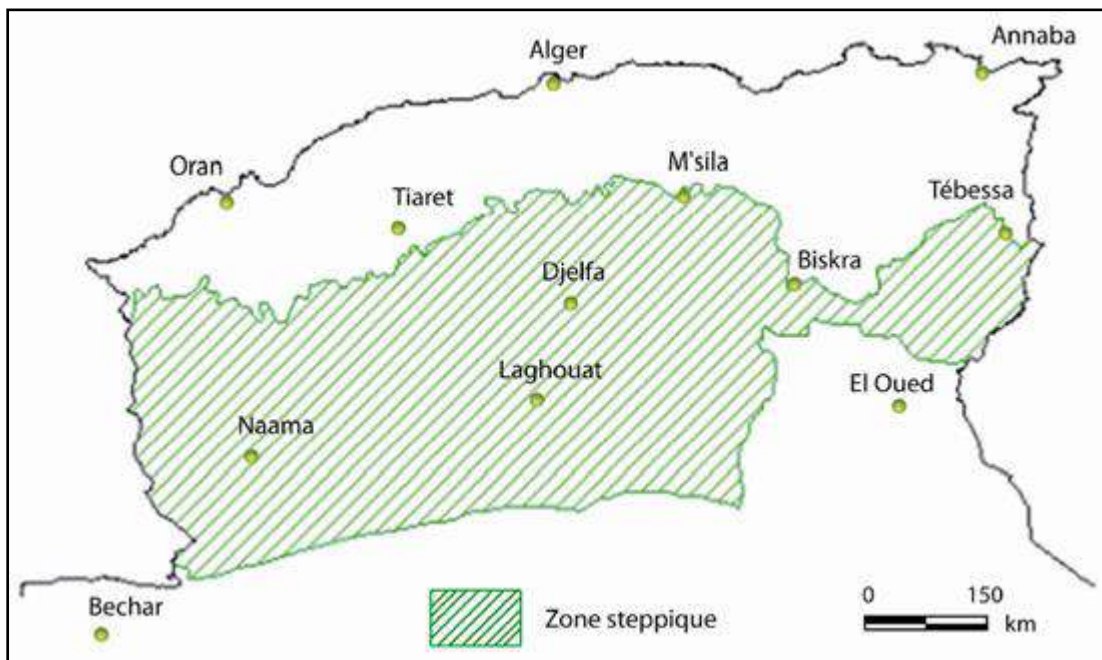 Annaba
Alger
Oran
M'sila
Tiaret
Tébessa
Biskra
Djelfa
Laghouat
El Oued
Naama
Bechar
Zone steppique
0 150
km